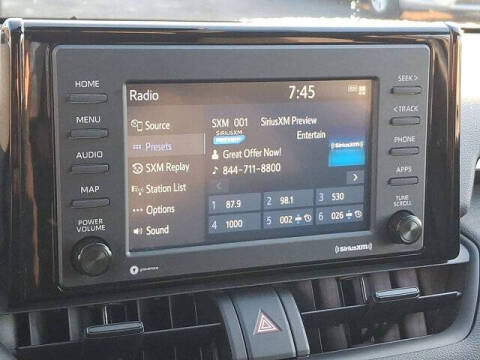 HOME
MENU
AUDIO
MAP
POWER
VOLUME
Radio
7:45
Source
Presets
SXM Replay
Station List
Options
Sound
SXM 001
SiriusXM Preview
SIRIUSXM
Entertain
Great Offer Now!
844-711-8800
SiriusXM
1 87.9
2 98.1
3 530
4 1000
5 002
6 026
SiriusXM
SEEK >
< TRACK
PHONE
APPS
TUNE
SCROLL